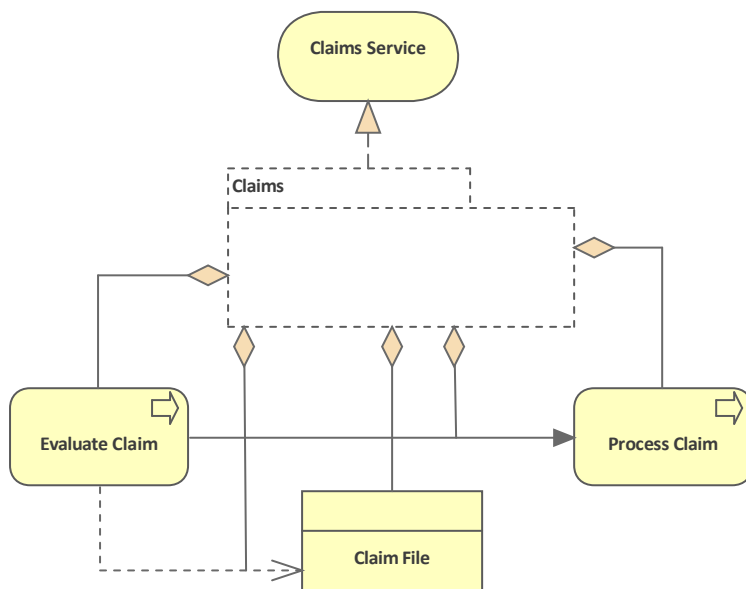 Claims Service
Claims
Evaluate Claim
Process Claim
Claim File